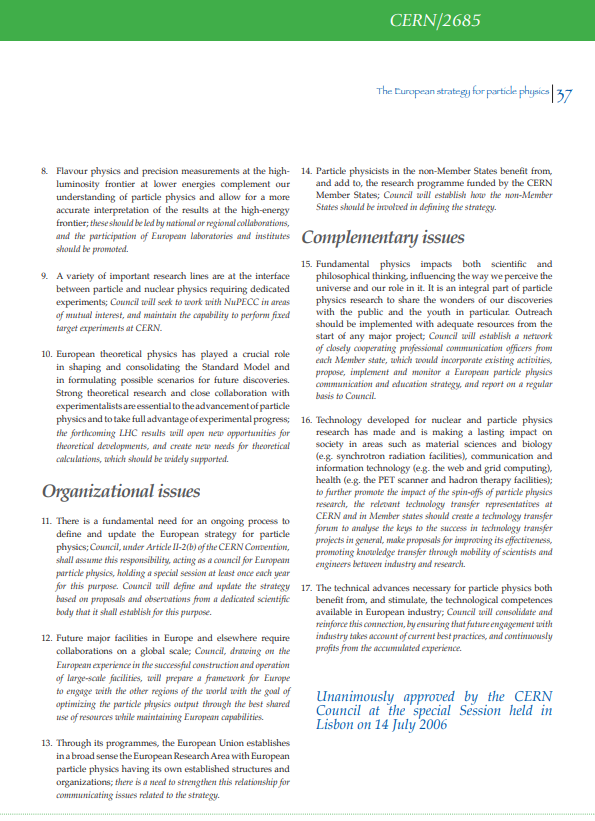 CERN/2685
The European strategy for particle physics 37
8. Flavour physics and precision measurements at the high-
luminosity frontier at lower energies complement our
understanding of particle physics and allow for a more
accurate interpretation of the results at the high-energy
frontier; these should be led by national or regional collaborations,
and the participation of European laboratories and institutes
should be promoted.
9. A variety of important research lines are at the interface
between particle and nuclear physics requiring dedicated
experiments; Council will seek to work with NuPECC in areas
of mutual interest, and maintain the capability to perform fixed
target experiments at CERN.
10. European theoretical physics has played a crucial role
in shaping and consolidating the Standard Model and
in formulating possible scenarios for future discoveries.
Strong theoretical research and close collaboration with
experimentalists are essential to the advancement of particle
physics and to take full advantage of experimental progress;
the forthcoming LHC results will open new opportunities for
theoretical developments, and create new needs for theoretical
calculations, which should be widely supported.
Organizational issues
11. There is a fundamental need for an ongoing process to
define and update the European strategy for particle
physics; Council, under Article II-2(b) of the CERN Convention,
shall assume this responsibility, acting as a council for European
particle physics, holding a special session at least once each year
for this purpose. Council will define and update the strategy
based on proposals and observations from a dedicated scientific
body that it shall establish for this purpose.
12. Future major facilities in Europe and elsewhere require
collaborations on a global scale; Council, drawing on the
European experience in the successful construction and operation
of large-scale facilities, will prepare a framework for Europe
to engage with the other regions of the world with the goal of
optimizing the particle physics output through the best shared
use of resources while maintaining European capabilities.
13. Through its programmes, the European Union establishes
in a broad sense the European Research Area with European
particle physics having its own established structures and
organizations; there is a need to strengthen this relationship for
communicating issues related to the strategy.
14. Particle physicists in the non-Member States benefit from,
and add to, the research programme funded by the CERN
Member States; Council will establish how the non-Member
States should be involved in defining the strategy.
Complementary issues
15. Fundamental physics impacts both scientific and
philosophical thinking, influencing the way we perceive the
universe and our role in it. It is an integral part of particle
physics research to share the wonders of our discoveries
with the public and the youth in particular. Outreach
should be implemented with adequate resources from the
start of any major project; Council will establish a network
of closely cooperating professional communication officers from
each Member state, which would incorporate existing activities,
propose, implement and monitor a European particle physics
communication and education strategy, and report on a regular
basis to Council.
16. Technology developed for nuclear and particle physics
research has made and is making a lasting impact on
society in areas such as material sciences and biology
(e.g. synchrotron radiation facilities), communication and
information technology (e.g. the web and grid computing),
health (e.g. the PET scanner and hadron therapy facilities);
to further promote the impact of the spin-offs of particle physics
research, the relevant technology transfer representatives at
CERN and in Member states should create a technology transfer
forum to analyse the keys to the success in technology transfer
projects in general, make proposals for improving its effectiveness,
promoting knowledge transfer through mobility of scientists and
engineers between industry and research.
17. The technical advances necessary for particle physics both
benefit from, and stimulate, the technological competences
available in European industry; Council will consolidate and
reinforce this connection, by ensuring that future engagement with
industry takes account of current best practices, and continuously
profits from the accumulated experience.
Unanimously approved by the CERN
Council at the special Session held in
Lisbon on 14 July 2006